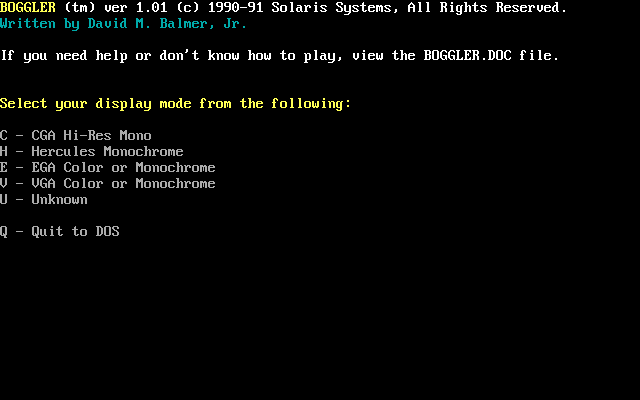 BOGGLER (tm) ver 1.01 (c) 1990-91 Solaris Systems, All Rights Reserved.
Written by David M. Balmer, Jr.
If you need help or don't know how to play, view the BOGGLER.DOC file.
Select your display mode from the following:
C - CGA Hi-Res Mono
H - Hercules Monochrome
E - EGA Color or Monochrome
V - VGA Color or Monochrome
U - Unknown
Q - Quit to DOS